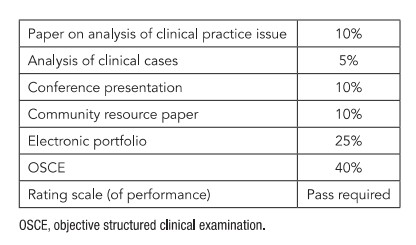 Paper on analysis of clinical practice issue 10%
Analysis of clinical cases 5%
Conference presentation 10%
Community resource paper 10%
Electronic portfolio 25%
OSCE 40%
Rating scale (of performance) Pass required
OSCE, objective structured clinical examination.